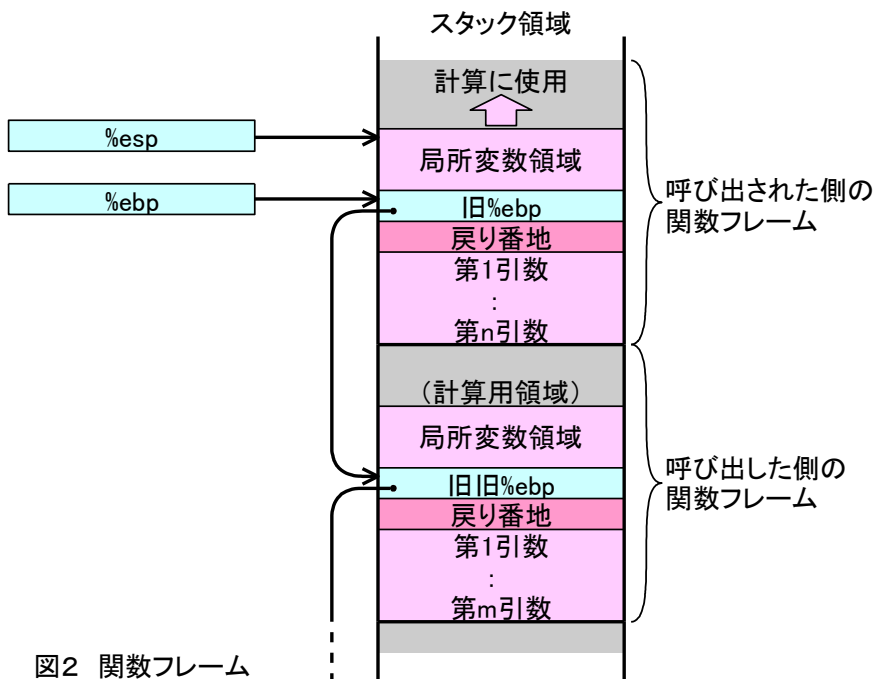 スタック領域
計算に使用
%esp
局所変数領域
%ebp
旧%ebp
戻り番地
第1引数
:
第n引数
呼び出された側の
関数フレーム
(計算用領域)
局所変数領域
旧旧%ebp
戻り番地
第1引数
:
第m引数
呼び出した側の
関数フレーム
図2 関数フレーム